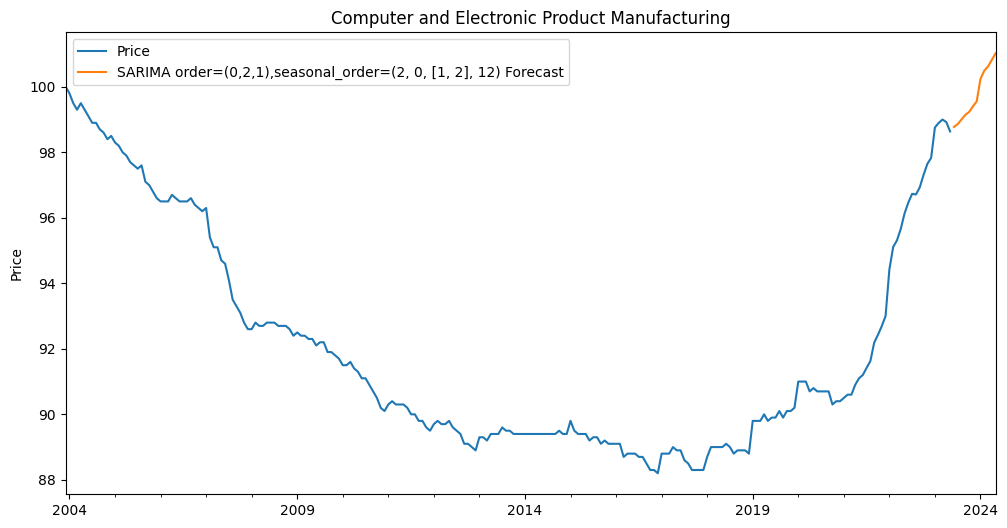 Computer and Electronic Product Manufacturing
Price
SARIMA order=(0,2,1),seasonal_order=(2, 0, [1, 2], 12) Forecast
100
98
96
94
92
90
88
Price
2004 2009 2014 2019 2024